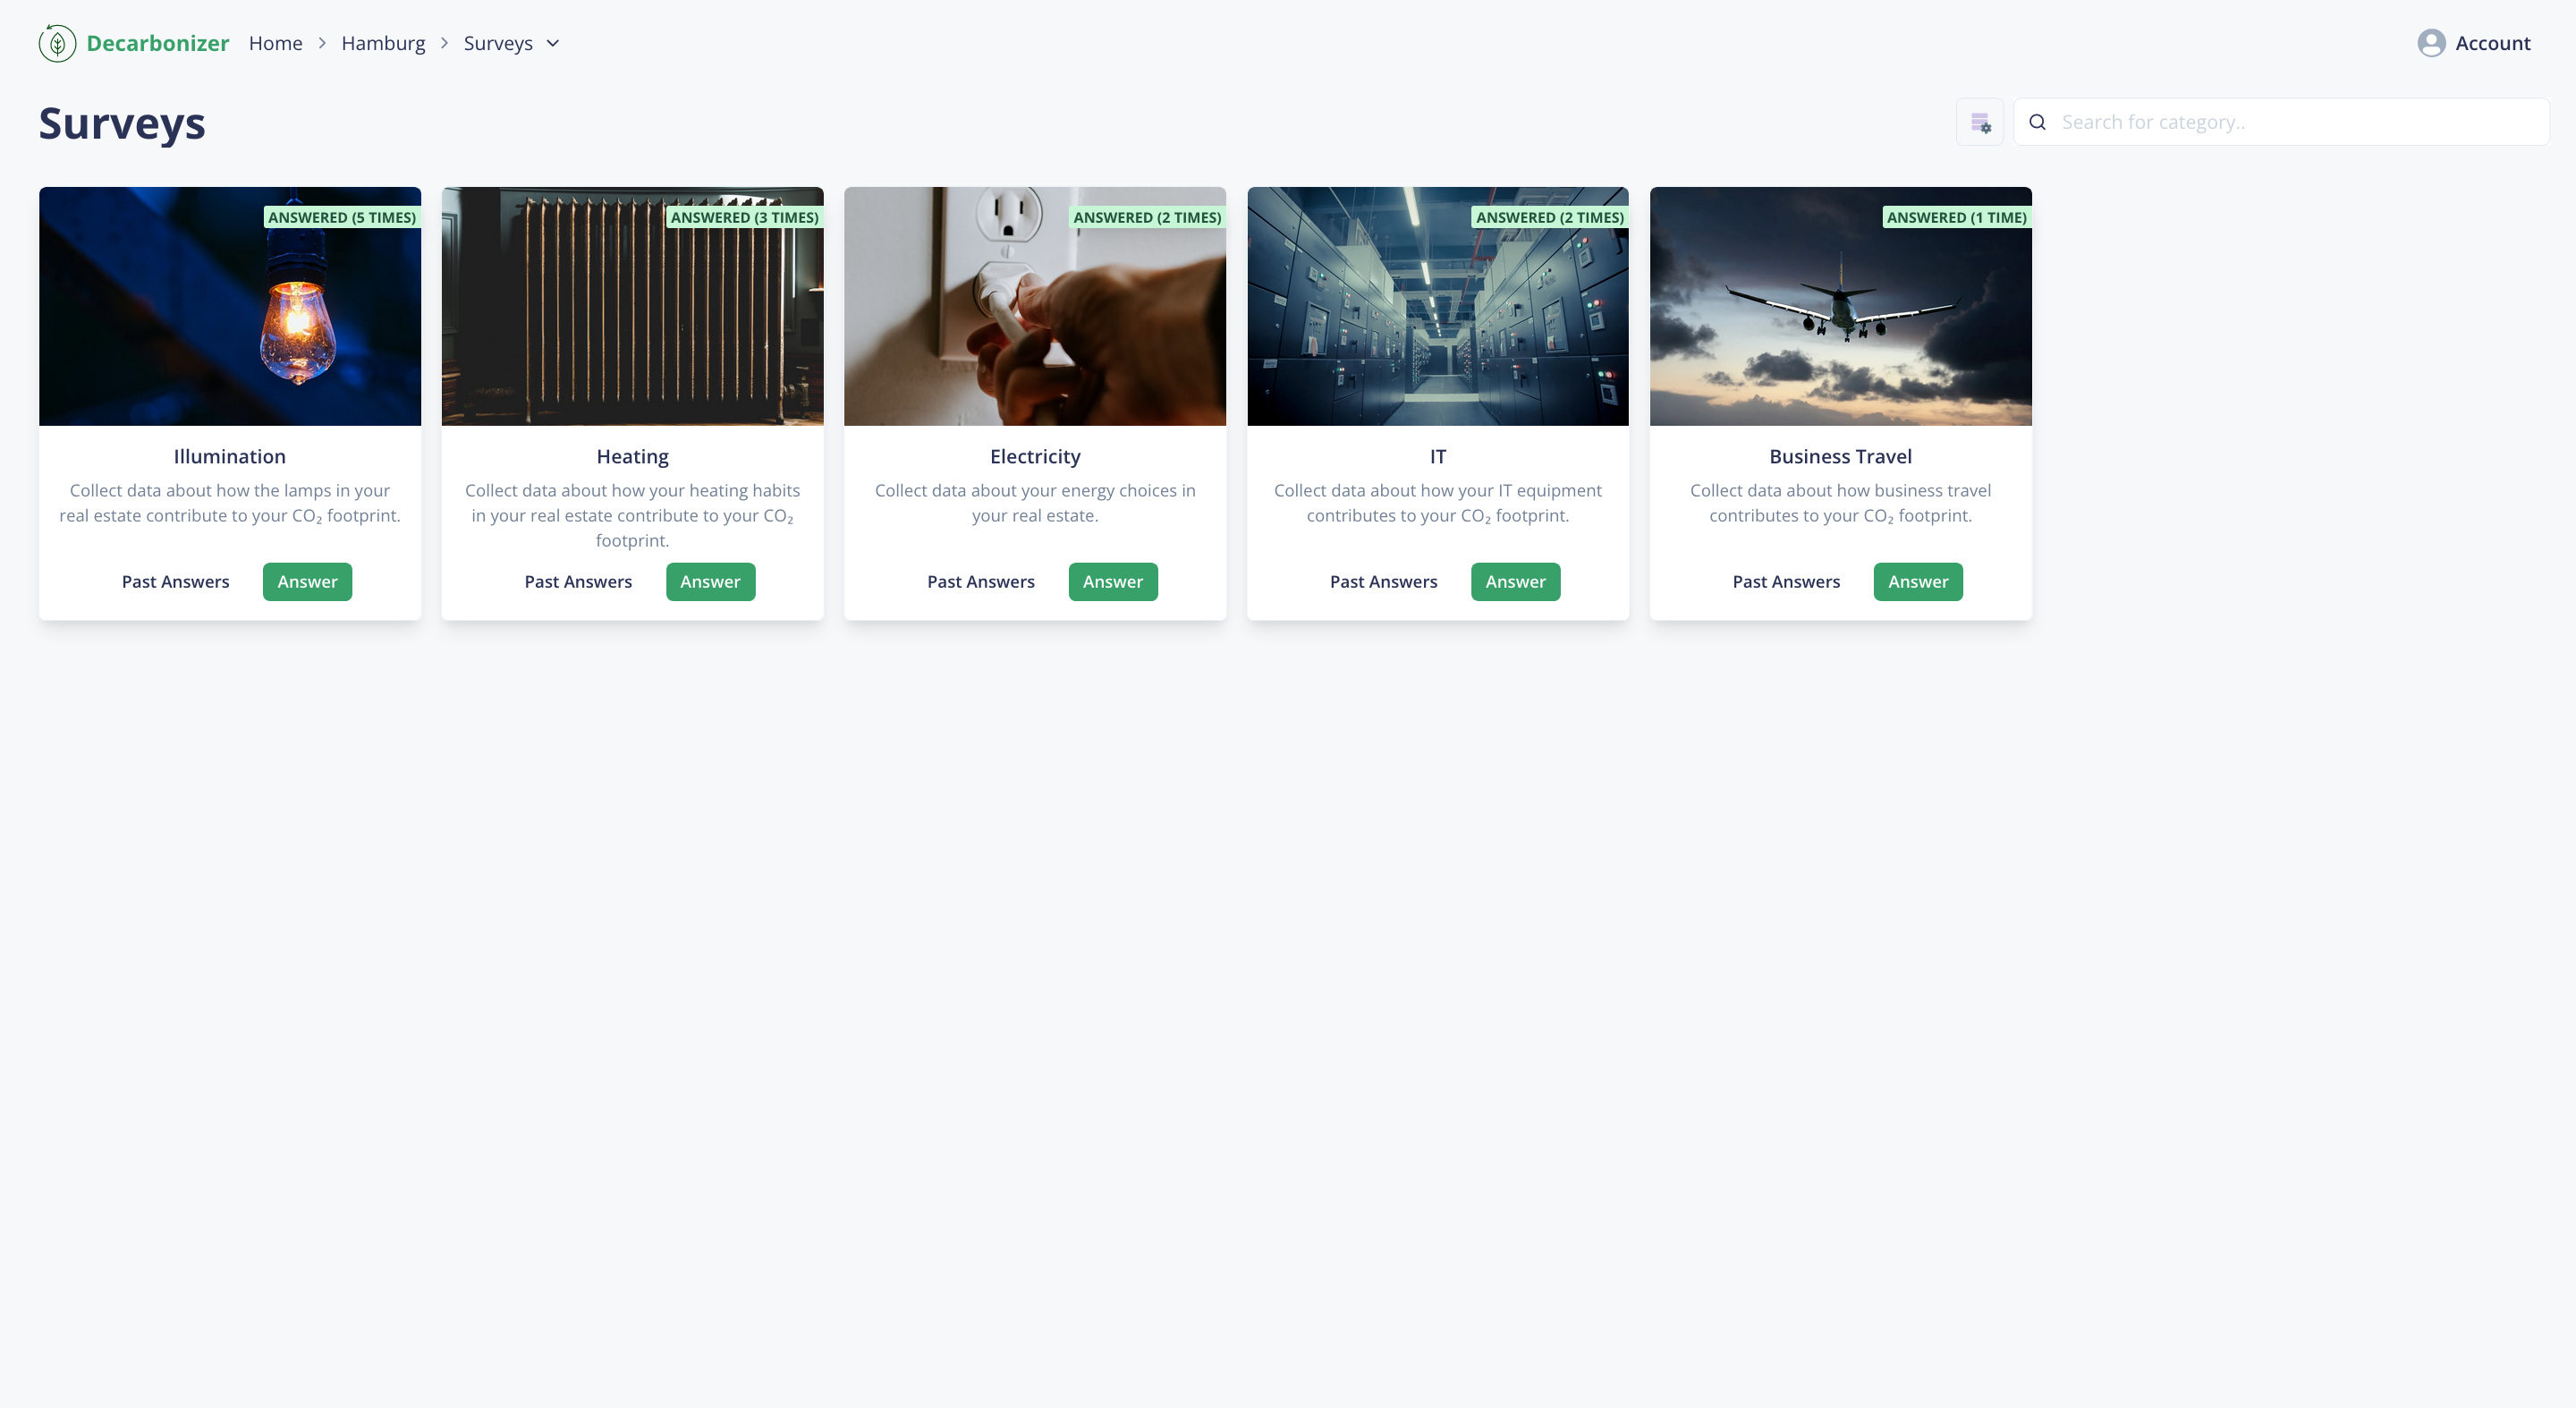 Decarbonizer Home Hamburg Surveys Account
Surveys
Search for category..
ANSWERED (5 TIMES)
Illumination
Collect data about how the lamps in your
real estate contribute to your CO₂ footprint.
Past Answers Answer
ANSWERED (3 TIMES)
Heating
Collect data about how your heating habits
in your real estate contribute to your CO₂
footprint.
Past Answers Answer
ANSWERED (2 TIMES)
Electricity
Collect data about your energy choices in
your real estate.
Past Answers Answer
ANSWERED (2 TIMES)
IT
Collect data about how your IT equipment
contributes to your CO₂ footprint.
Past Answers Answer
ANSWERED (1 TIME)
Business Travel
Collect data about how business travel
contributes to your CO₂ footprint.
Past Answers Answer